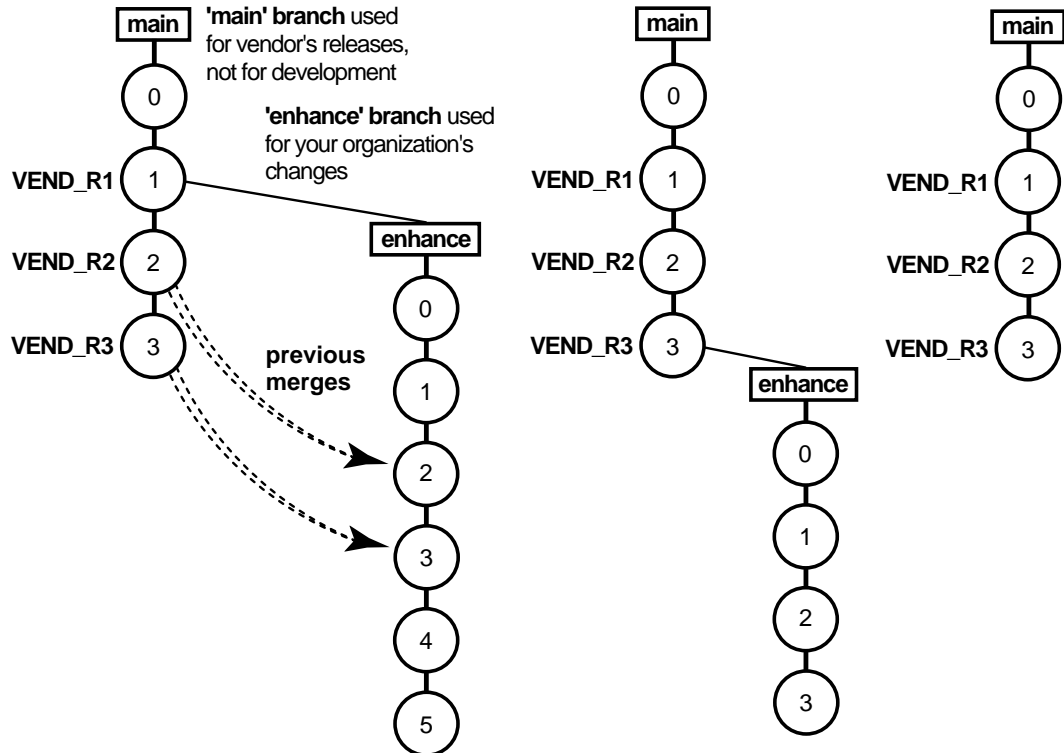 main
'main' branch used
for vendor's releases,
not for development
0
'enhance' branch used
for your organization's
changes
VEND_R1
1
enhance
VEND_R2
2
0
VEND_R3
3
previous
merges
1
2
3
4
5
main
0
VEND_R1
1
VEND_R2
2
VEND_R3
3
enhance
0
1
2
3
main
0
VEND_R1
1
VEND_R2
2
VEND_R3
3